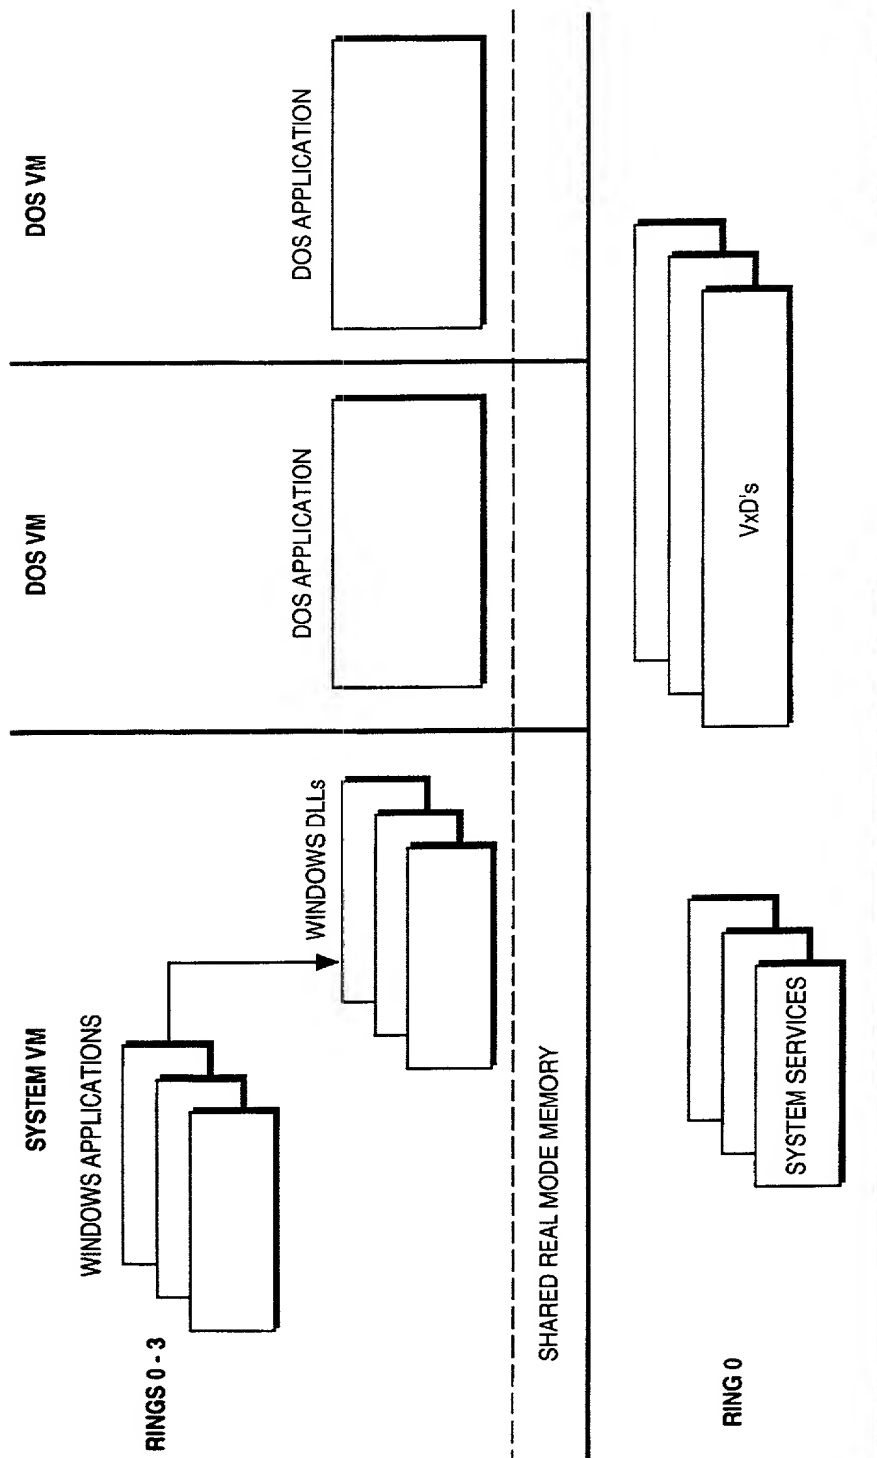 SYSTEM VM
DOS VM
DOS VM
WINDOWS APPLICATIONS
RINGS 0 - 3
WINDOWS DLLs
DOS APPLICATION
DOS APPLICATION
SHARED REAL MODE MEMORY
RING 0
SYSTEM SERVICES
VxD's